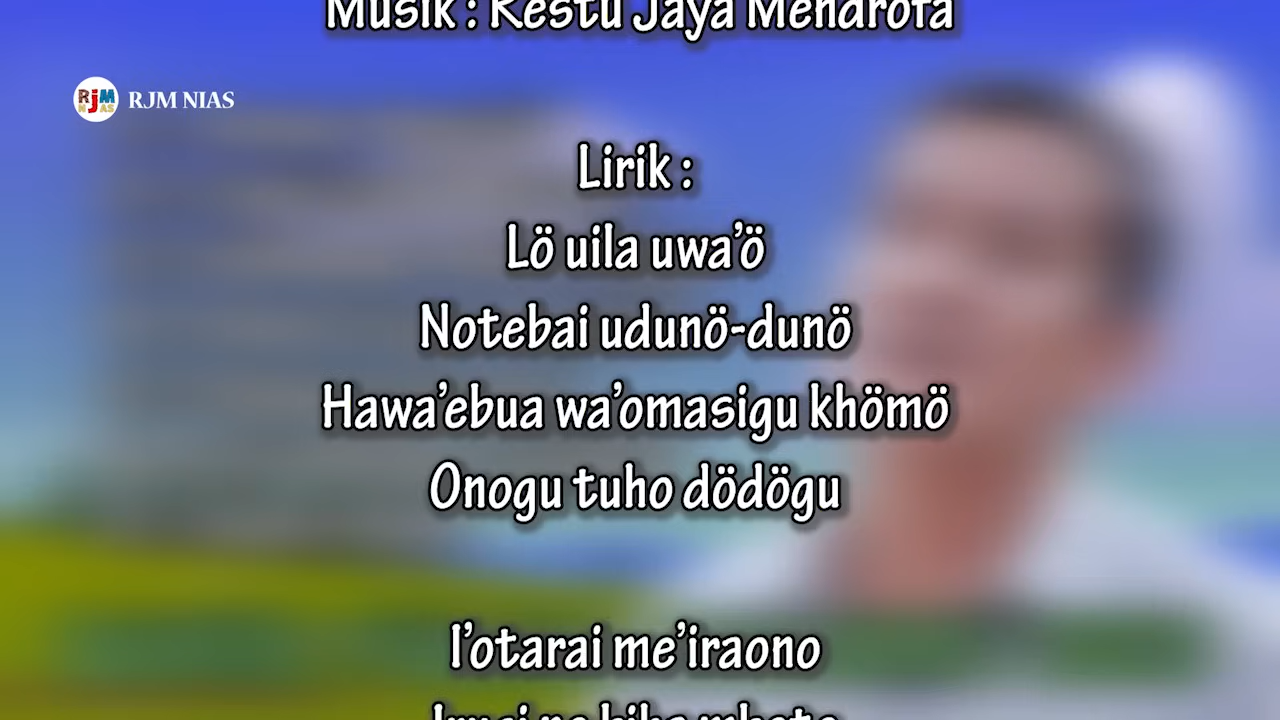 Musik : Restu Jaya Mendrofa
RJM NIAS
Lirik :
Lö uila uwa’ö
Notebai udunö-dunö
Hawa’ebua wa’omasigu khömö
Onogu tuho dödögu
I’otarai me’iraono